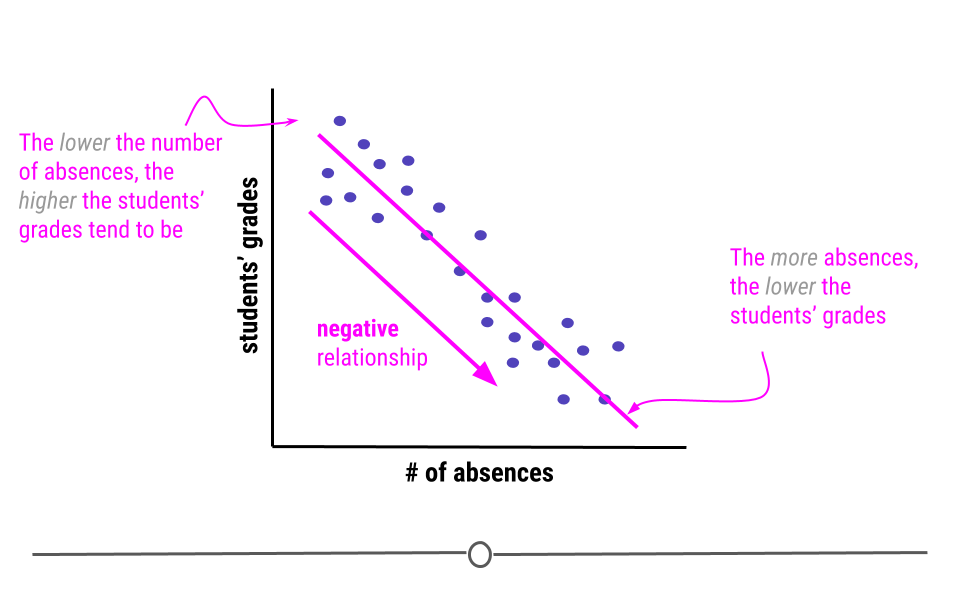 The lower the number
of absences, the
higher the students’
grades tend to be
students’ grades
negative
relationship
The more absences,
the lower the
students’ grades
# of absences